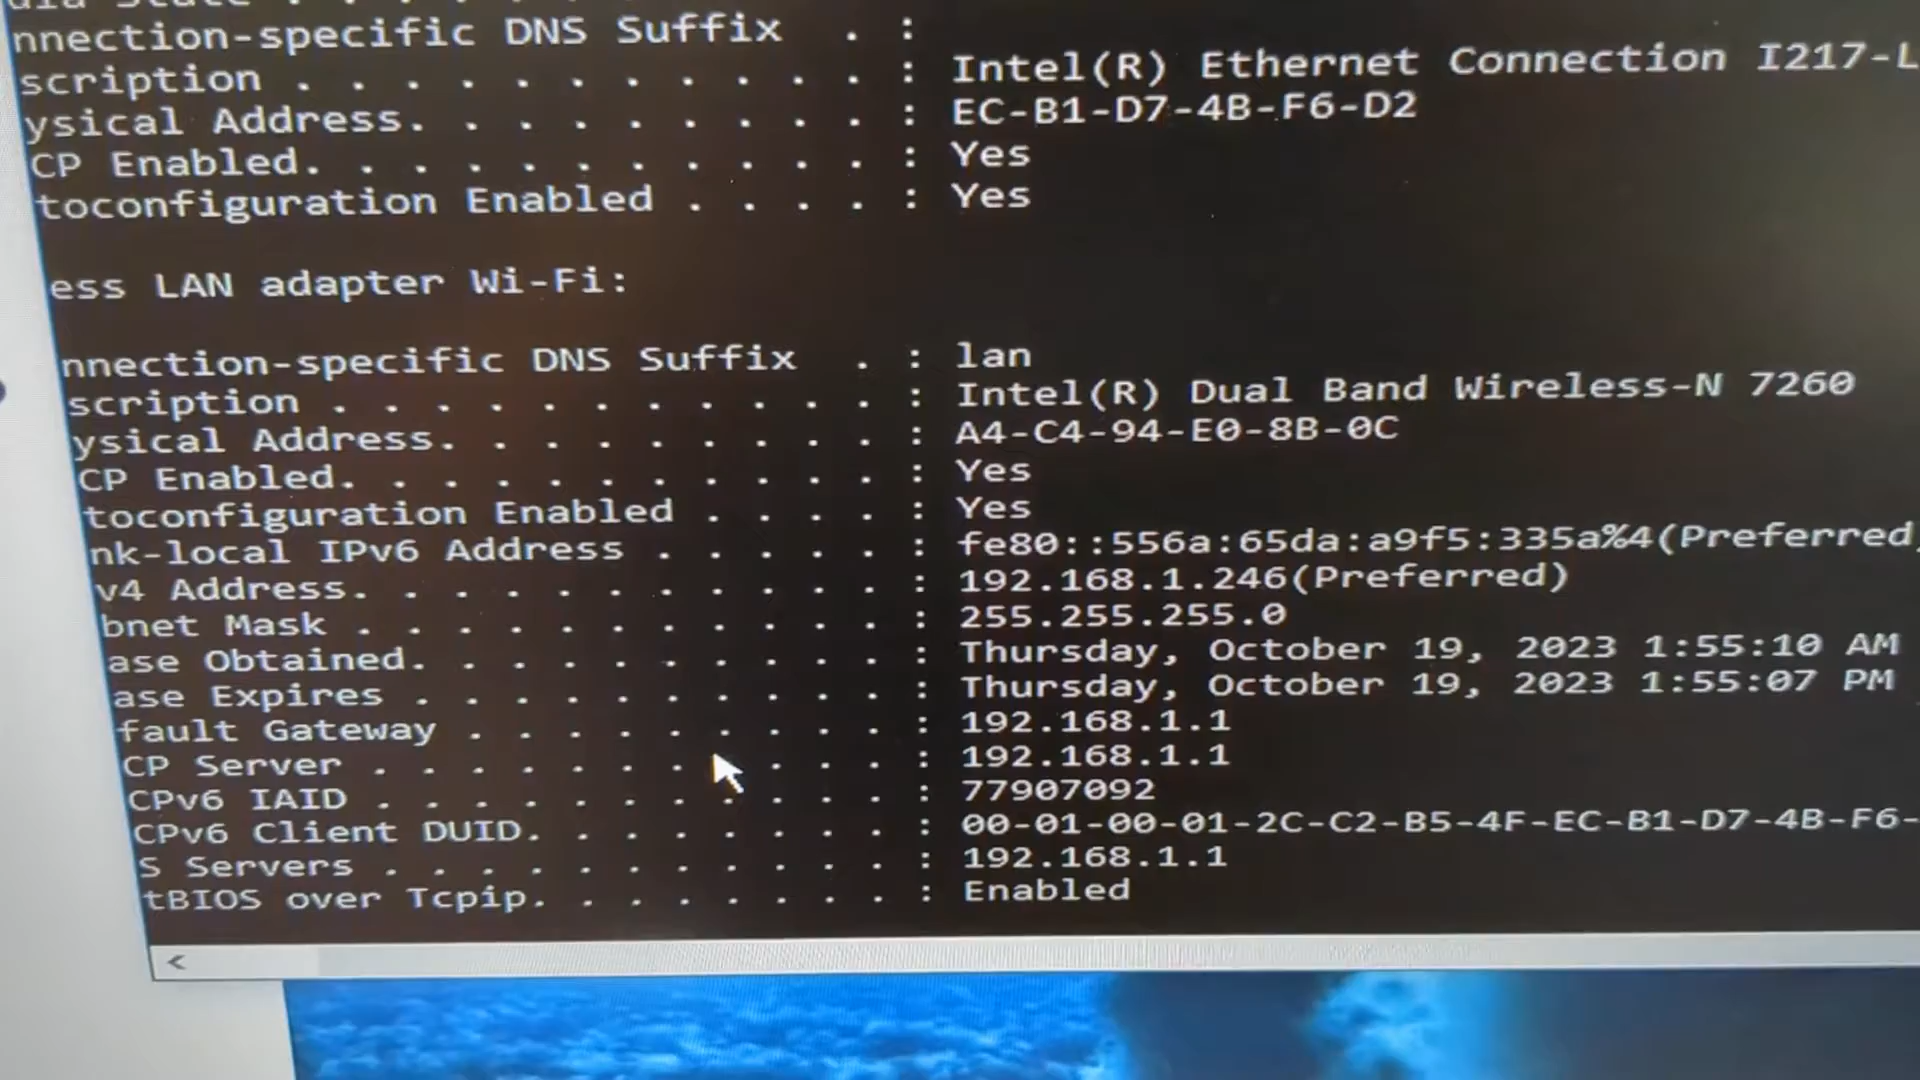 nnection-specific DNS Suffix . :
scription . . . . . . . . . . . : Intel(R) Ethernet Connection I217-L
ysical Address. . . . . . . . . : EC-B1-D7-4B-F6-D2
CP Enabled. . . . . . . . . . . : Yes
toconfiguration Enabled . . . . : Yes
ess LAN adapter Wi-Fi:
nnection-specific DNS Suffix . : lan
scription . . . . . . . . . . . : Intel(R) Dual Band Wireless-N 7260
ysical Address. . . . . . . . . : A4-C4-94-E0-8B-0C
CP Enabled. . . . . . . . . . . : Yes
toconfiguration Enabled . . . . : Yes
nk-local IPv6 Address . . . . . : fe80::556a:65da:a9f5:335a%4(Preferred
v4 Address. . . . . . . . . . . : 192.168.1.246(Preferred)
bnet Mask . . . . . . . . . . . : 255.255.255.0
ase Obtained. . . . . . . . . . : Thursday, October 19, 2023 1:55:10 AM
ase Expires . . . . . . . . . . : Thursday, October 19, 2023 1:55:07 PM
fault Gateway . . . . . . . . . : 192.168.1.1
CP Server . . . . . . . . . . . : 192.168.1.1
CPv6 IAID . . . . . . . . . . . : 77907092
CPv6 Client DUID. . . . . . . . : 00-01-00-01-2C-C2-B5-4F-EC-B1-D7-4B-F6-
S Servers . . . . . . . . . . . : 192.168.1.1
tBIOS over Tcpip. . . . . . . . : Enabled